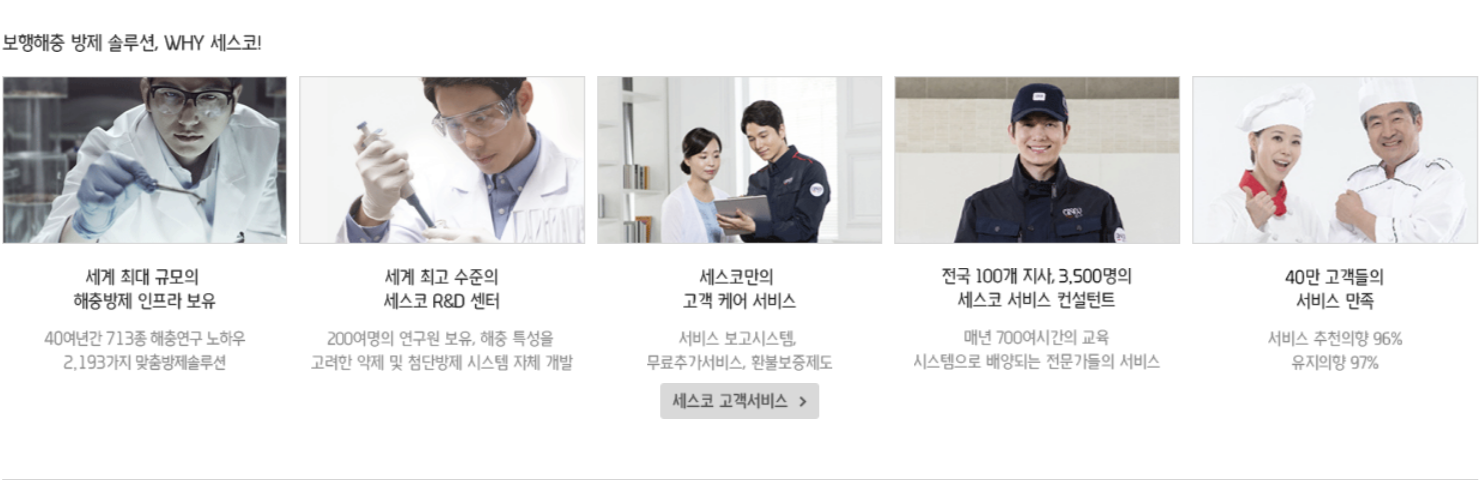 보행해충 방제 솔루션, WHY 세스코!
세계 최대 규모의
해충방제 인프라 보유
40여년간 713종 해충연구 노하우
2,193가지 맞춤방제솔루션
세계 최고 수준의
세스코 R&D 센터
200여명의 연구원 보유, 해충 특성을
고려한 약제 및 첨단방제 시스템 자체 개발
세스코만의
고객 케어 서비스
서비스 보고시스템,
무료추가서비스, 환불보증제도
세스코 고객서비스 >
전국 100개 지사, 3,500명의
세스코 서비스 컨설턴트
매년 700여시간의 교육
시스템으로 배양되는 전문가들의 서비스
40만 고객들의
서비스 만족
서비스 추천의향 96%
유지의향 97%